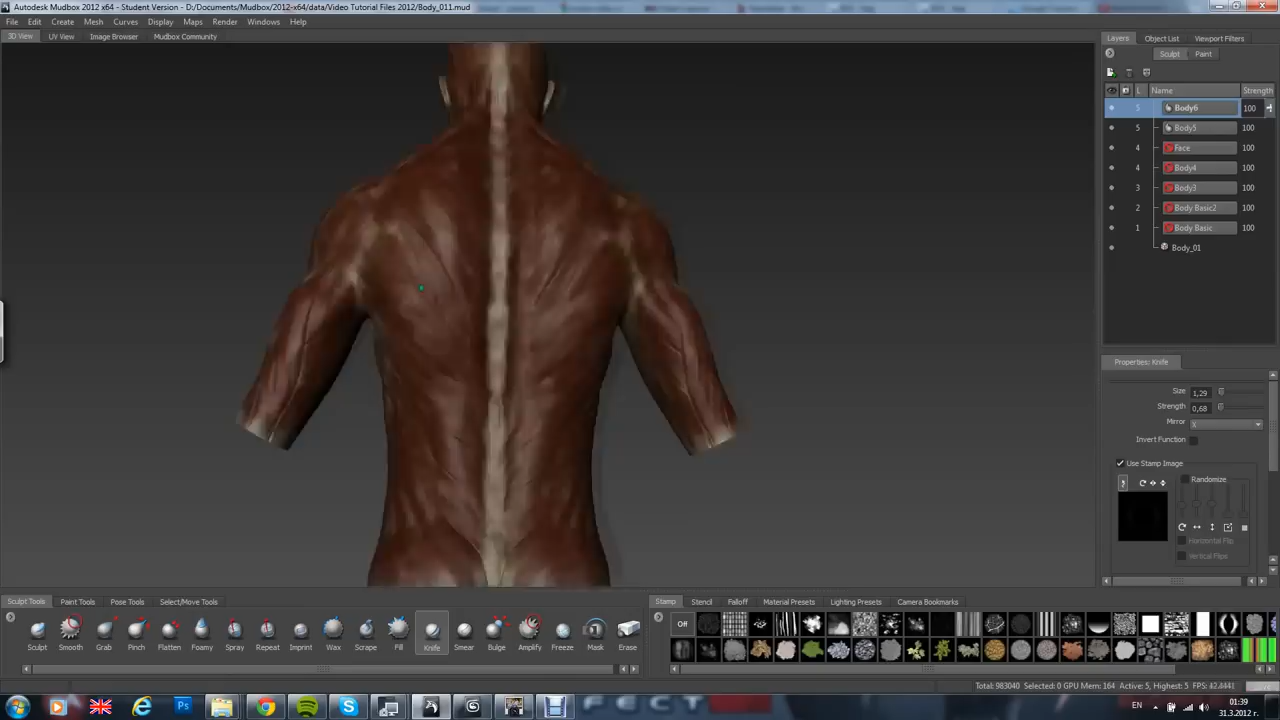 Autodesk Mudbox 2012 x64 - Student Version - D:/Documents/Mudbox/2012-x64/data/Video Tutorial Files 2012/Body_011.mud
File Edit Create Mesh Curves Display Maps Render Windows Help
3D View UV View Image Browser Mudbox Community
Layers Object List Viewport Filters
Sculpt Paint
L Name Strength
5 Body6 100
5 Body5 100
4 Face 100
4 Body4 100
3 Body3 100
2 Body Basic2 100
1 Body Basic 100
Body_01
Properties: Knife
Size 1,29
Strength 0,68
Mirror X
Invert Function
Use Stamp Image
Randomize
Horizontal Flip
Vertical Flips
Sculpt Tools Paint Tools Pose Tools Select/Move Tools
Stamp Stencil Falloff Material Presets Lighting Presets Camera Bookmarks
Off
Sculpt Smooth Grab Pinch Flatten Foamy Spray Repeat Imprint Wax Scrape Fill Knife Smear Bulge Amplify Freeze Mask Erase
Total: 983040 Selected: 0 GPU Mem: 164 Active: 5, Highest: 5 FPS: 42.4441
FECT
EN
01:39
31.3.2012 г.